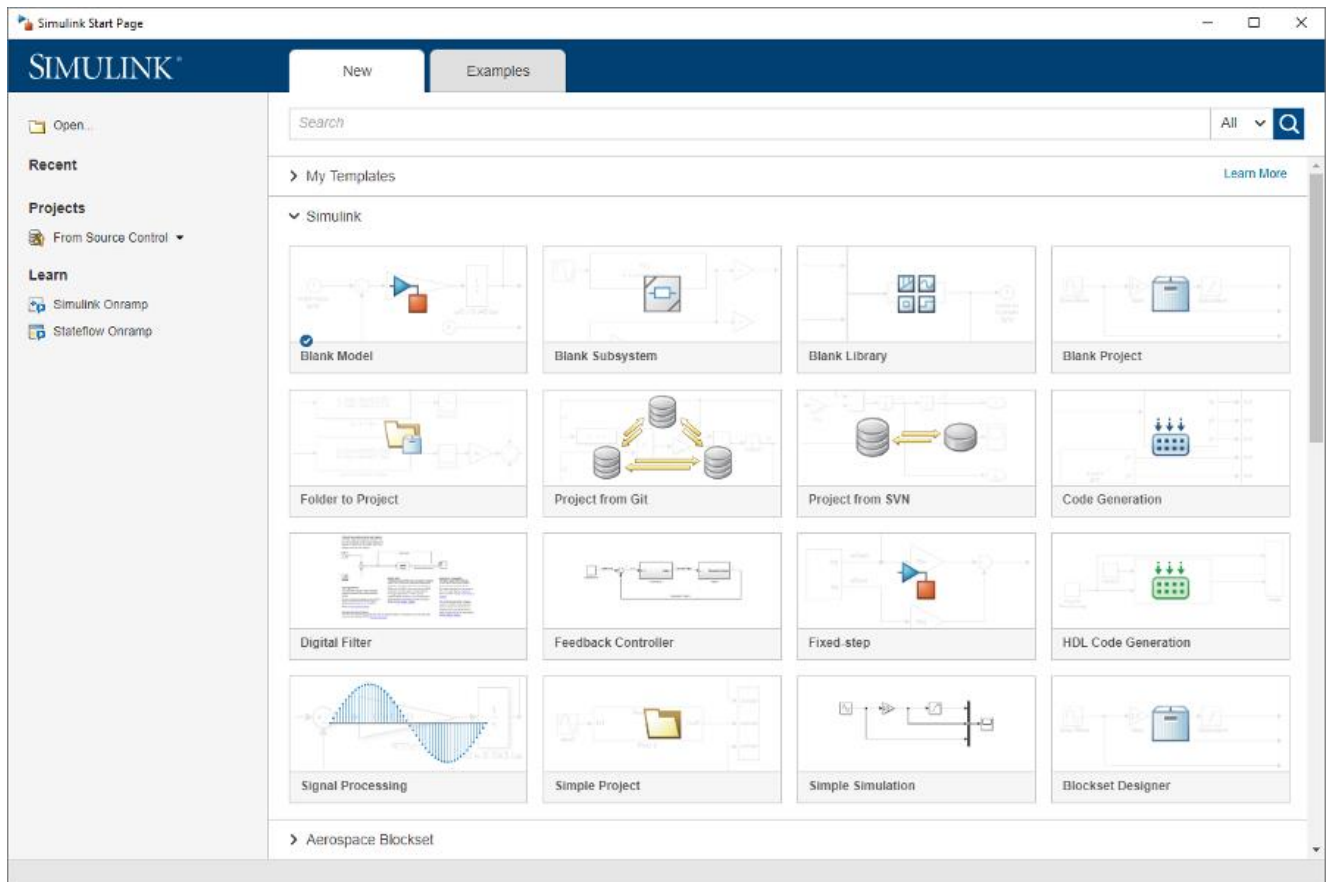 Simulink Start Page
SIMULINK®
New
Examples
Open...
Recent
Projects
From Source Control
Learn
Simulink Onramp
Stateflow Onramp
Search
All
My Templates
Learn More
Simulink
Blank Model
Blank Subsystem
Blank Library
Blank Project
Folder to Project
Project from Git
Project from SVN
Code Generation
Digital Filter
Feedback Controller
Fixed-step
HDL Code Generation
Signal Processing
Simple Project
Simple Simulation
Blockset Designer
Aerospace Blockset